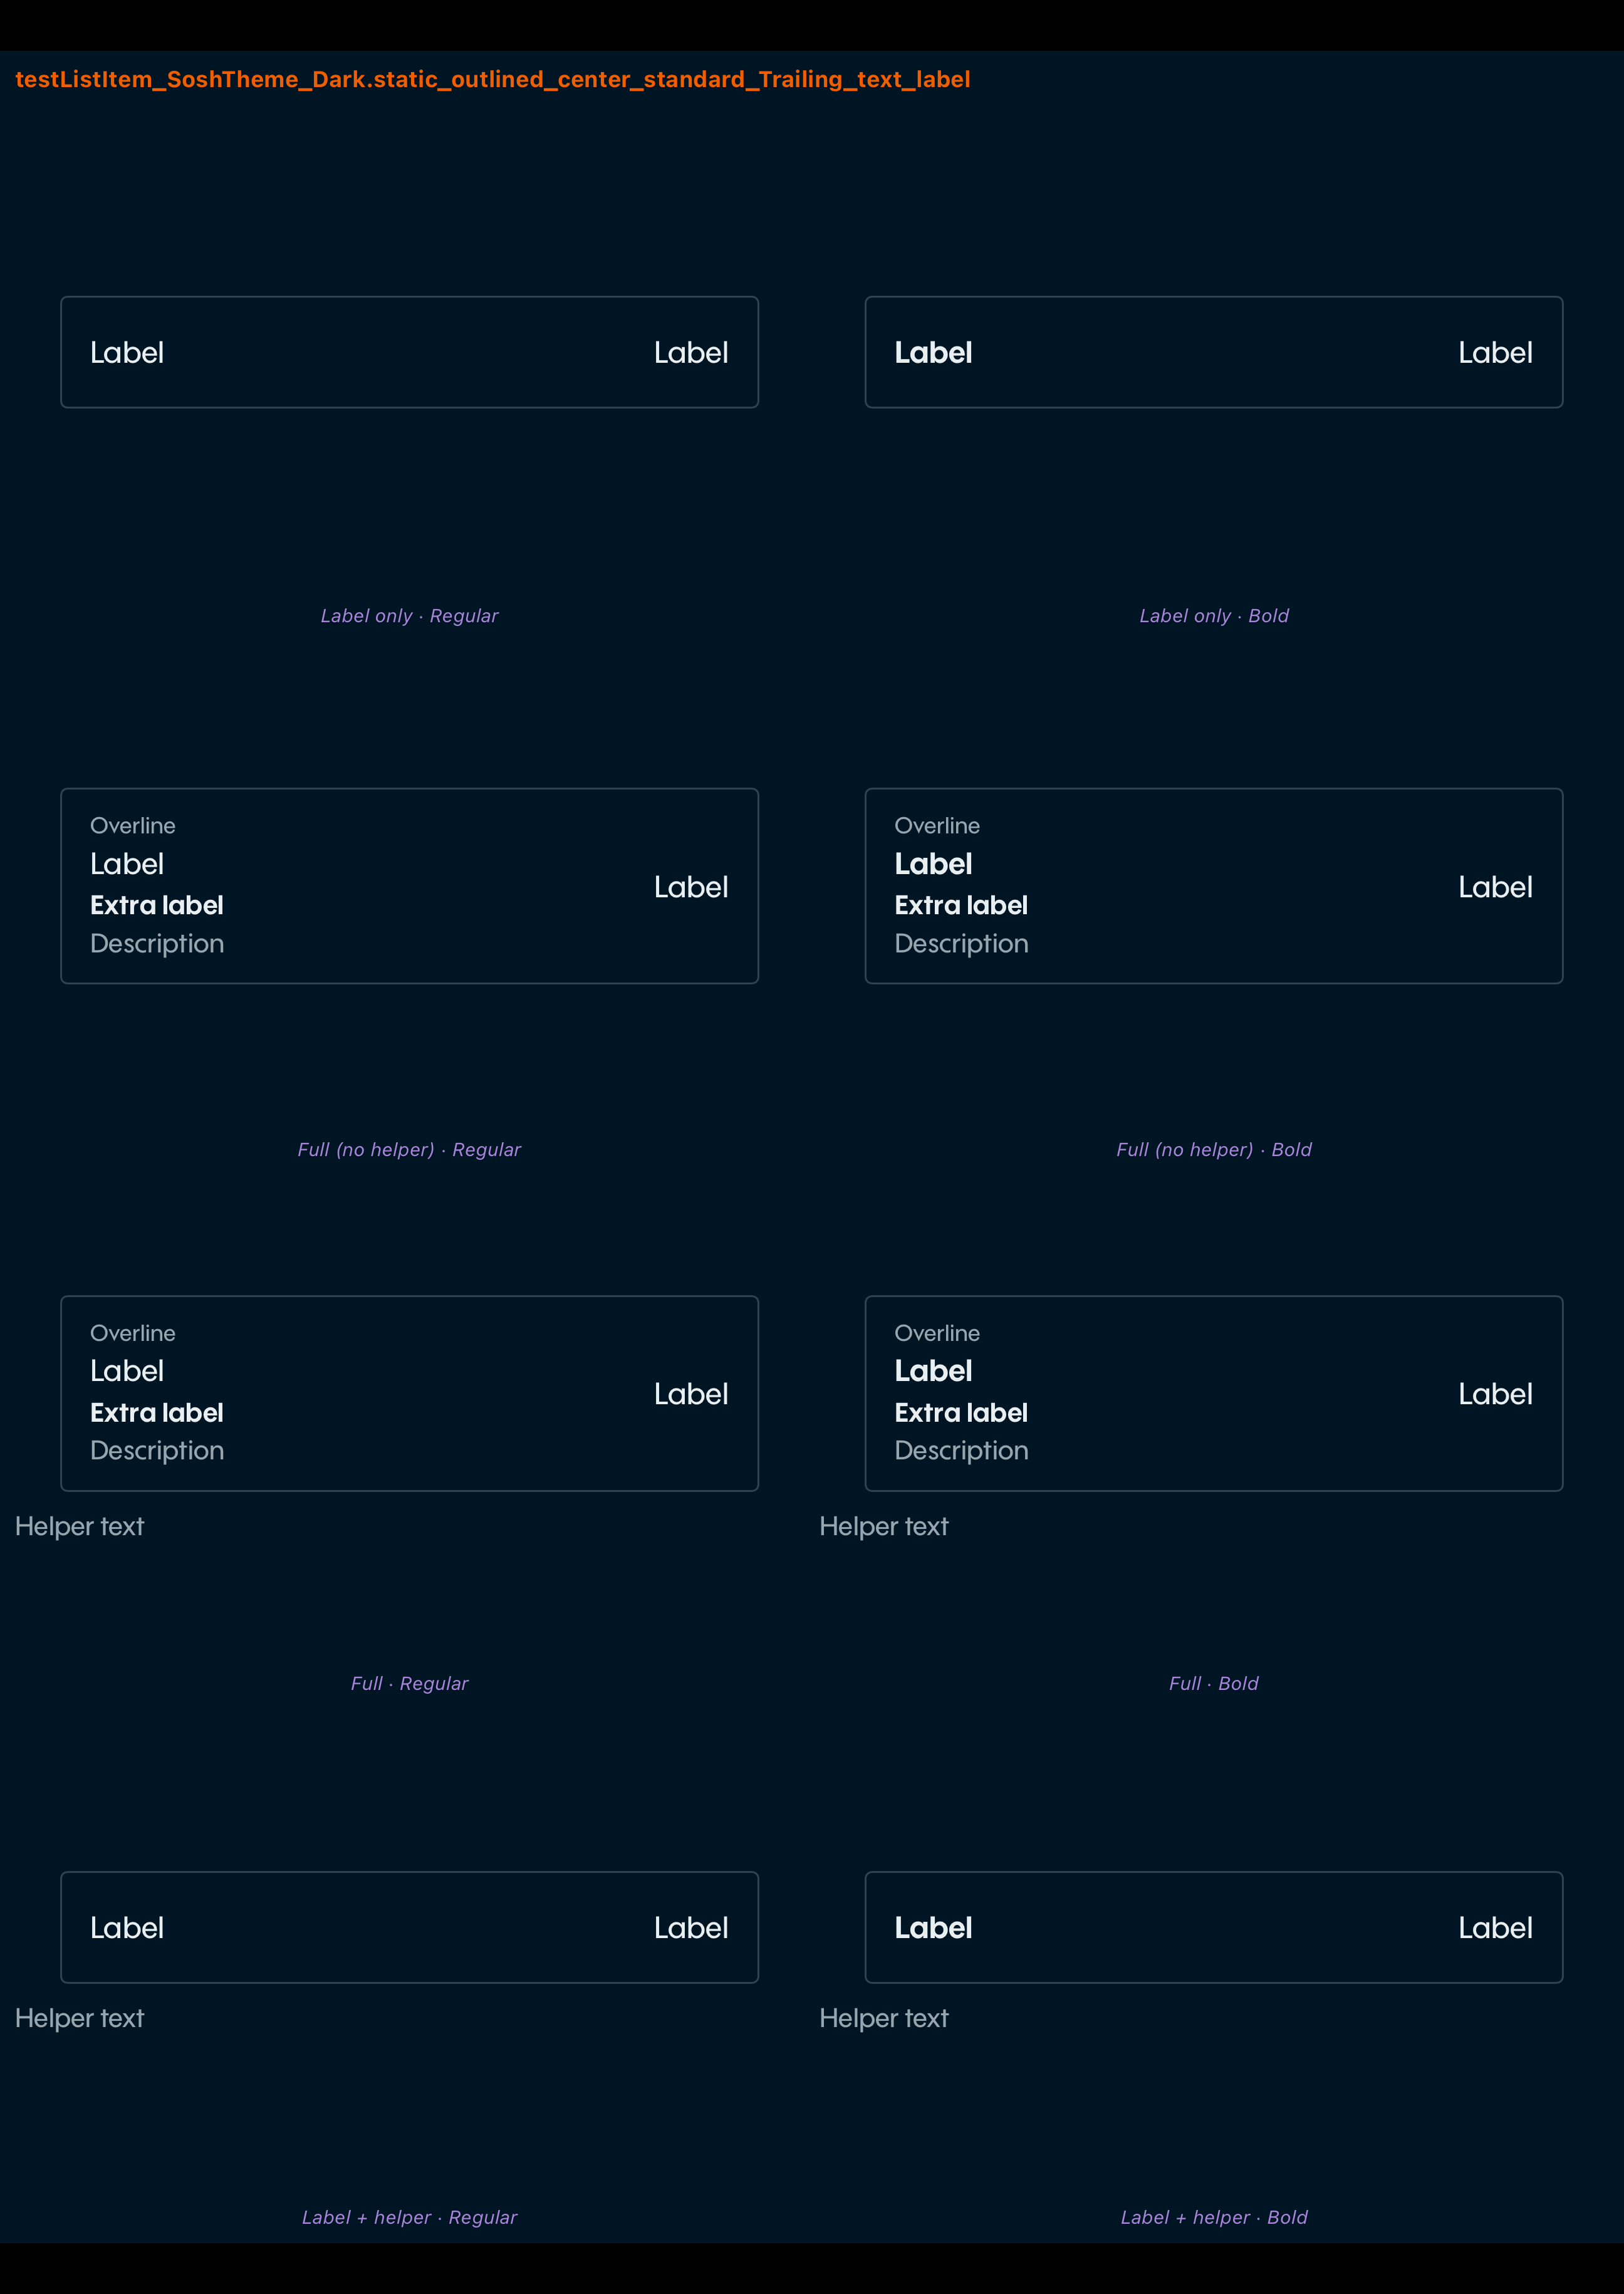 testListItem_SoshTheme_Dark.static_outlined_center_standard_Trailing_text_label
Label Label
Label Label
Label only · Regular
Label only · Bold
Overline
Label
Extra label
Description
Label
Overline
Label
Extra label
Description
Label
Full (no helper) · Regular
Full (no helper) · Bold
Overline
Label
Extra label
Description
Label
Helper text
Overline
Label
Extra label
Description
Label
Helper text
Full · Regular
Full · Bold
Label Label
Helper text
Label Label
Helper text
Label + helper · Regular
Label + helper · Bold